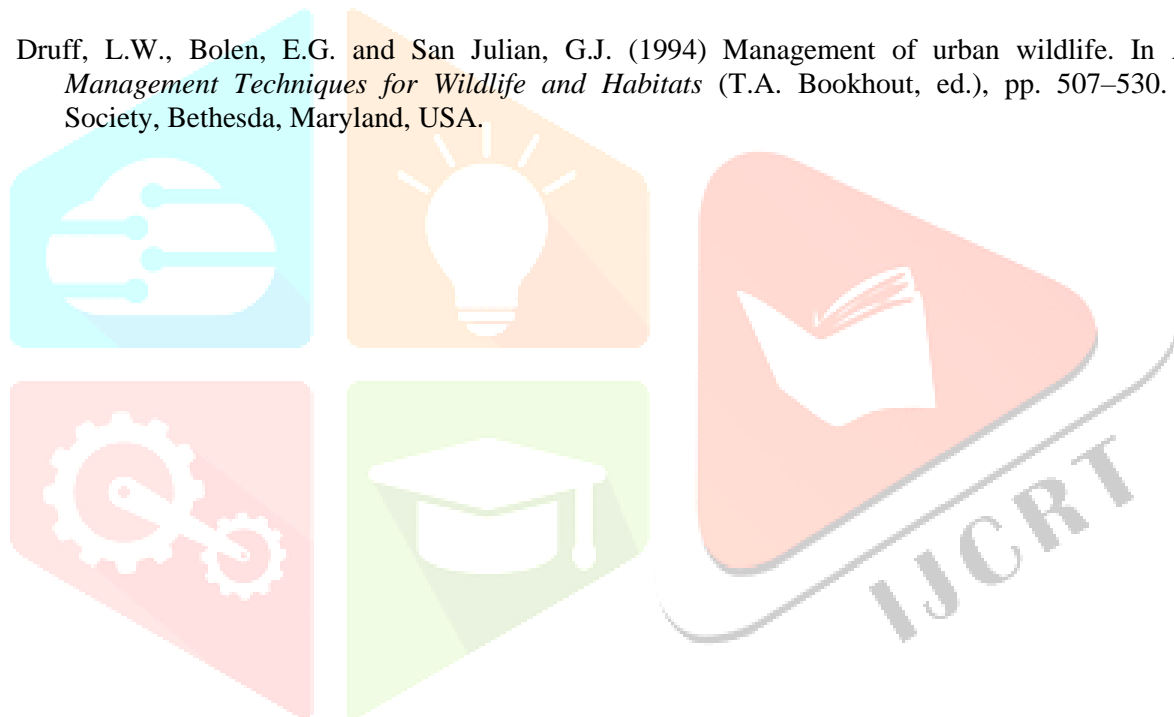 Druff, L.W., Bolen, E.G. and San Julian, G.J. (1994) Management of urban wildlife. In
Management Techniques for Wildlife and Habitats (T.A. Bookhout, ed.), pp. 507–530.
Society, Bethesda, Maryland, USA.
IJCRT